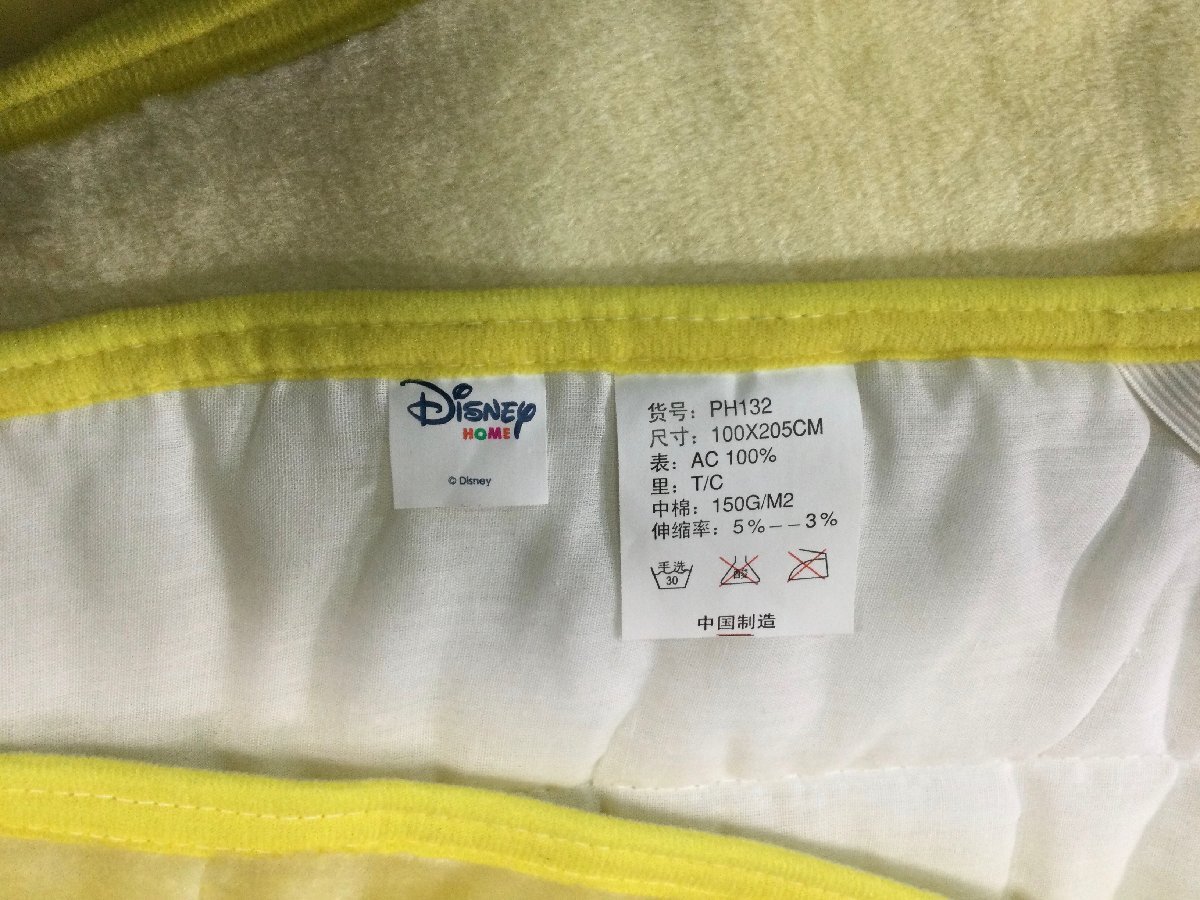 Disney
HOME
© Disney
货号：PH132
尺寸：100X205CM
表：AC 100%
里：T/C
中棉：150G/M2
伸缩率：5%--3%
手选
30
中国制造